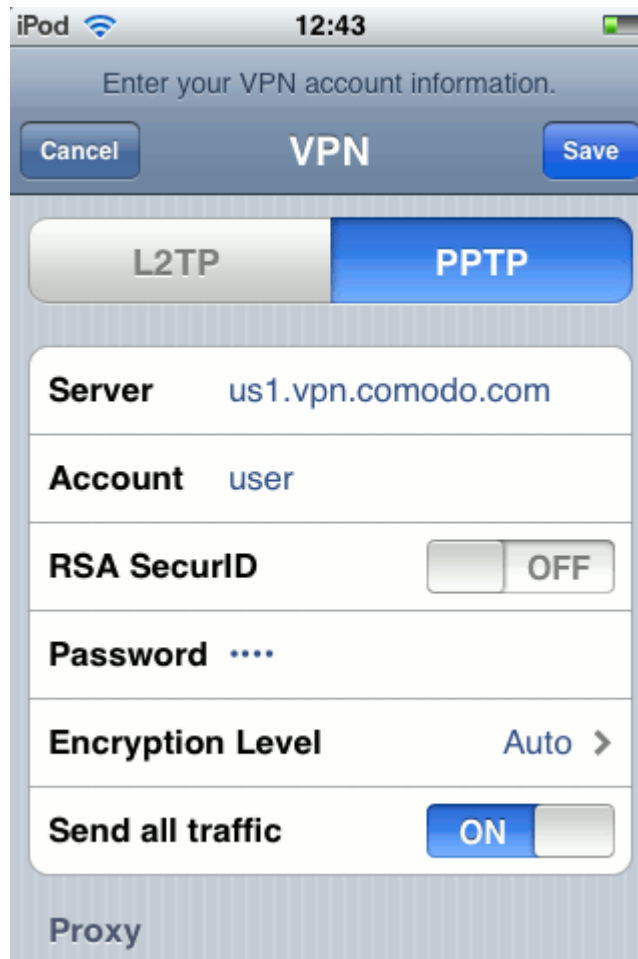 iPod 12:43
Enter your VPN account information.
Cancel VPN Save
L2TP PPTP
Server us1.vpn.comodo.com
Account user
RSA SecurID OFF
Password ••••
Encryption Level Auto >
Send all traffic ON
Proxy